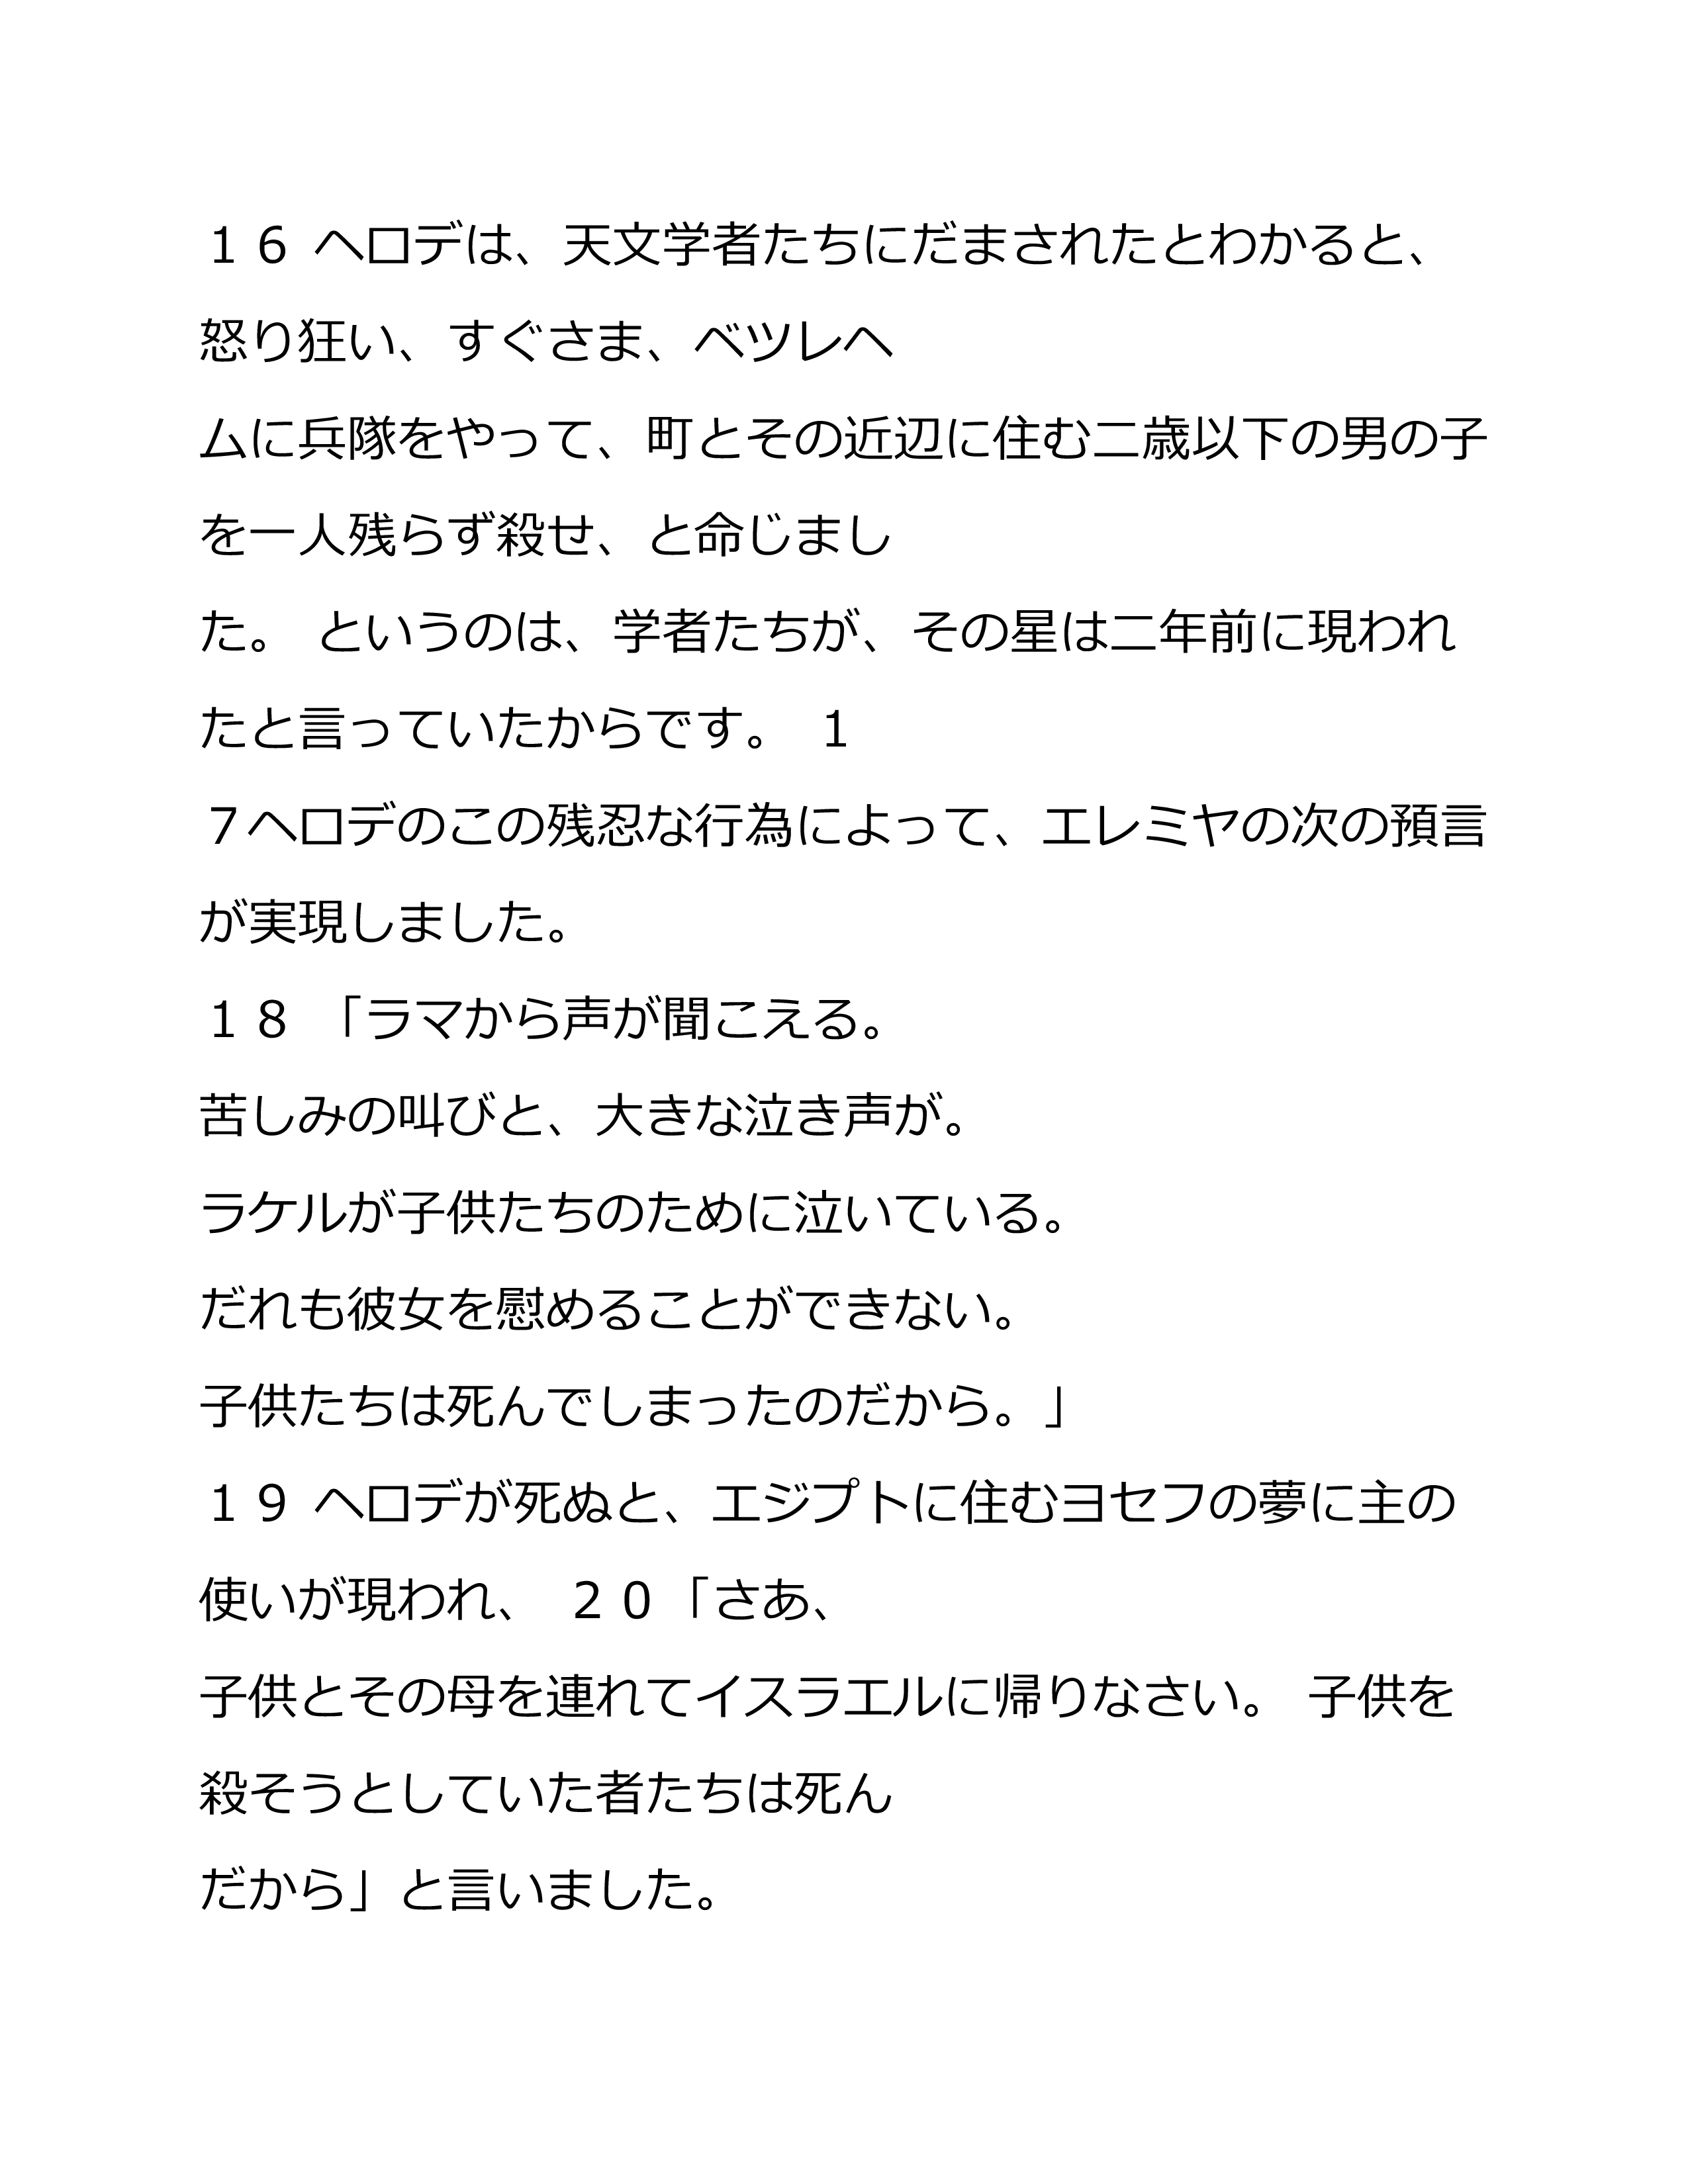 １６ ヘロデは、天文学者たちにだまされたとわかると、
怒り狂い、すぐさま、ベツレヘ
ムに兵隊をやって、町とその近辺に住む二歳以下の男の子
を一人残らず殺せ、と命じまし
た。 というのは、学者たちが、その星は二年前に現われ
たと言っていたからです。 １
７ヘロデのこの残忍な行為によって、エレミヤの次の預言
が実現しました。
１８ 「ラマから声が聞こえる。
苦しみの叫びと、大きな泣き声が。
ラケルが子供たちのために泣いている。
だれも彼女を慰めることができない。
子供たちは死んでしまったのだから。」
１９ ヘロデが死ぬと、エジプトに住むヨセフの夢に主の
使いが現われ、 ２０「さあ、
子供とその母を連れてイスラエルに帰りなさい。 子供を
殺そうとしていた者たちは死ん
だから」と言いました。